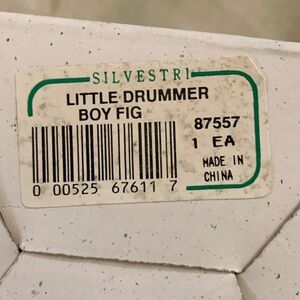 SILVESTRI
LITTLE DRUMMER
BOY FIG
87557
1 EA
MADE IN
CHINA
0 00525 67611 7